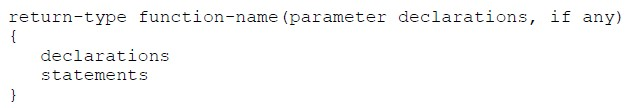 return-type function-name(parameter declarations, if any)
{
declarations
statements
}